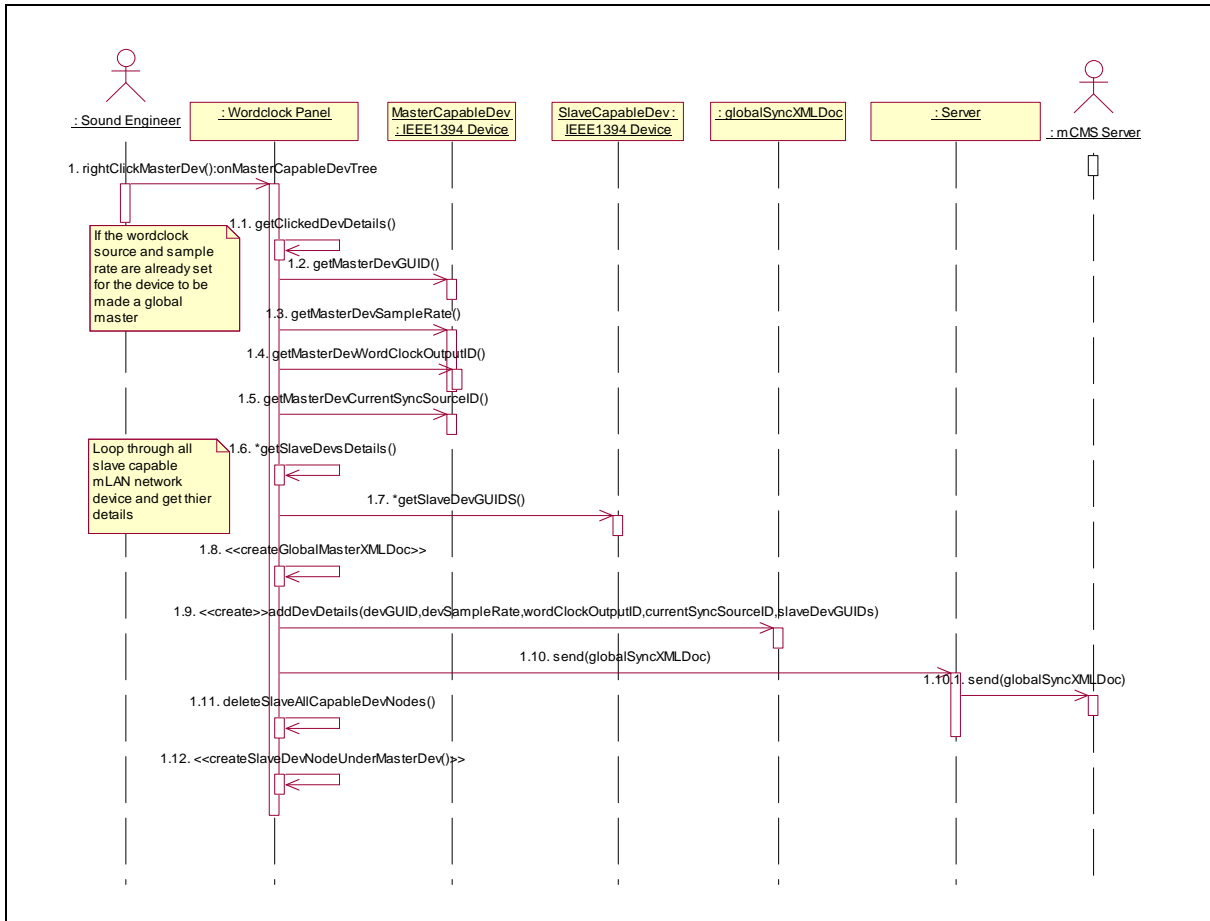 : Sound Engineer
: Wordclock Panel
MasterCapableDev
: IEEE1394 Device
SlaveCapableDev :
IEEE1394 Device
: globalSyncXMLDoc
: Server
: mCMS Server
1. rightClickMasterDev():onMasterCapableDevTree
1.1. getClickedDevDetails()
If the wordclock
source and sample
rate are already set
for the device to be
made a global
master
1.2. getMasterDevGUID()
1.3. getMasterDevSampleRate()
1.4. getMasterDevWordClockOutputID()
1.5. getMasterDevCurrentSyncSourceID()
Loop through all
slave capable
mLAN network
device and get thier
details
1.6. *getSlaveDevsDetails()
1.7. *getSlaveDevGUIDS()
1.8. <<createGlobalMasterXMLDoc>>
1.9. <<create>>addDevDetails(devGUID,devSampleRate,wordClockOutputID,currentSyncSourceID,slaveDevGUIDs)
1.10. send(globalSyncXMLDoc)
1.10.1. send(globalSyncXMLDoc)
1.11. deleteSlaveAllCapableDevNodes()
1.12. <<createSlaveDevNodeUnderMasterDev()>>